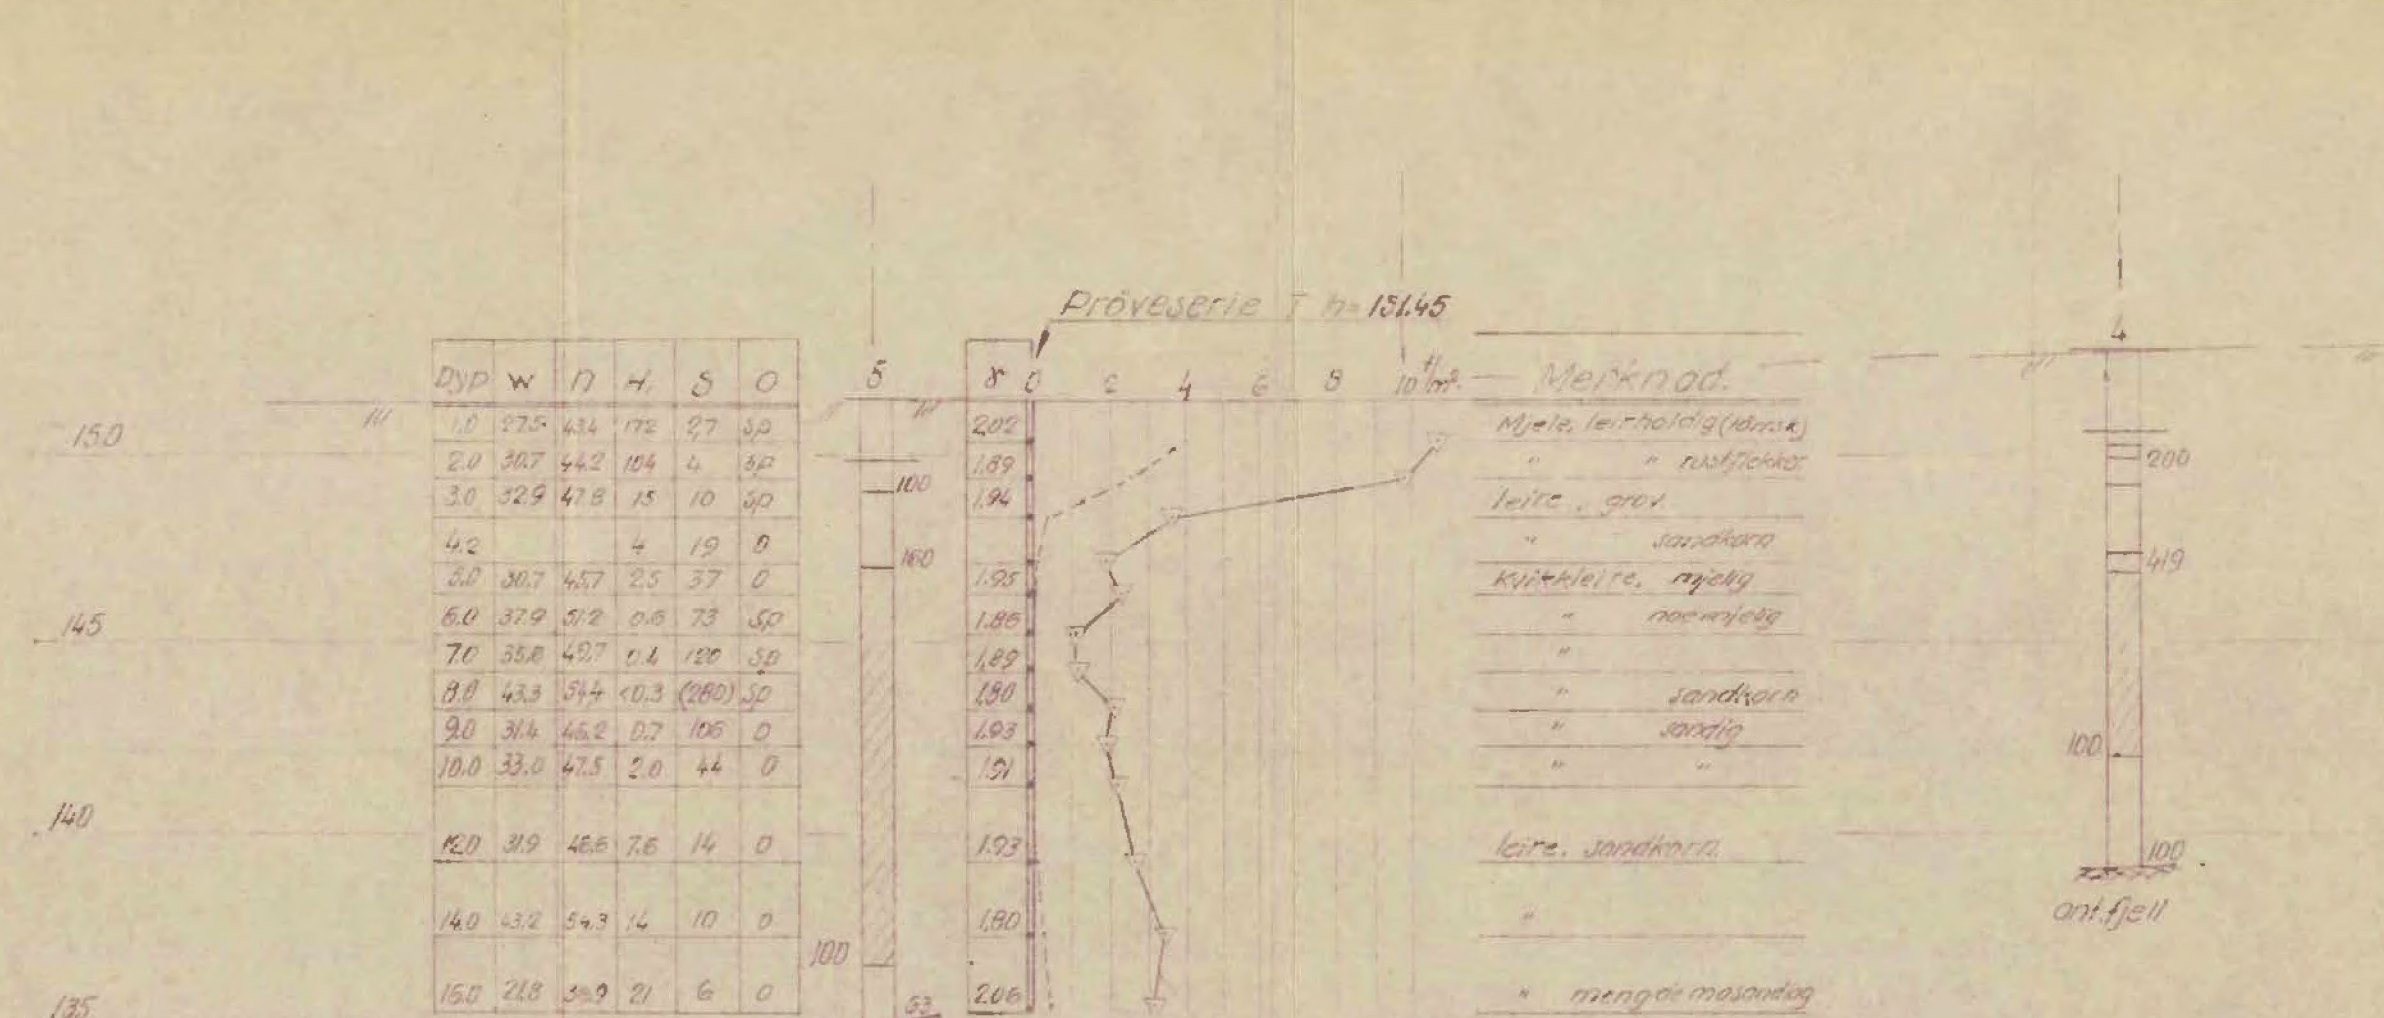 Pröveserie I h= 151.45
4
Dyp w n H₁ S O 5 γ 0 2 4 6 8 10 t/m². Merknad.
150 1.0 27.5 43.4 172 2,7 sp 2.02 Mjele. leirholdig (törrsk)
2.0 30.7 44.2 104 4 sp 1.89 " " rustflekker 200
3.0 32.9 47.8 15 10 sp 100 1.94 leire. grov.
4.2 4 19 0 160 " sandkorn 419
5.0 30.7 45.7 2.5 37 0 1.95 kvikkleire. mjelig
145 6.0 37.9 51.2 0.6 73 sp 1.86 " noe mjelig
7.0 35.8 49.7 0.4 120 sp 1.89 "
8.0 43.3 54.4 <0.3 (280) sp 1.80 " sandkorn
9.0 31.4 46.2 0.7 106 0 1.93 " sandig 100
10.0 33.0 47.5 2.0 44 0 1.91 " "
140
12.0 31.9 46.6 7.6 14 0 1.93 leire. sandkorn. 100
14.0 43.2 54.3 14 10 0 1.80 " ant. fjell
100
135 16.0 21.8 36.9 21 6 0 63 2.06 " mengde